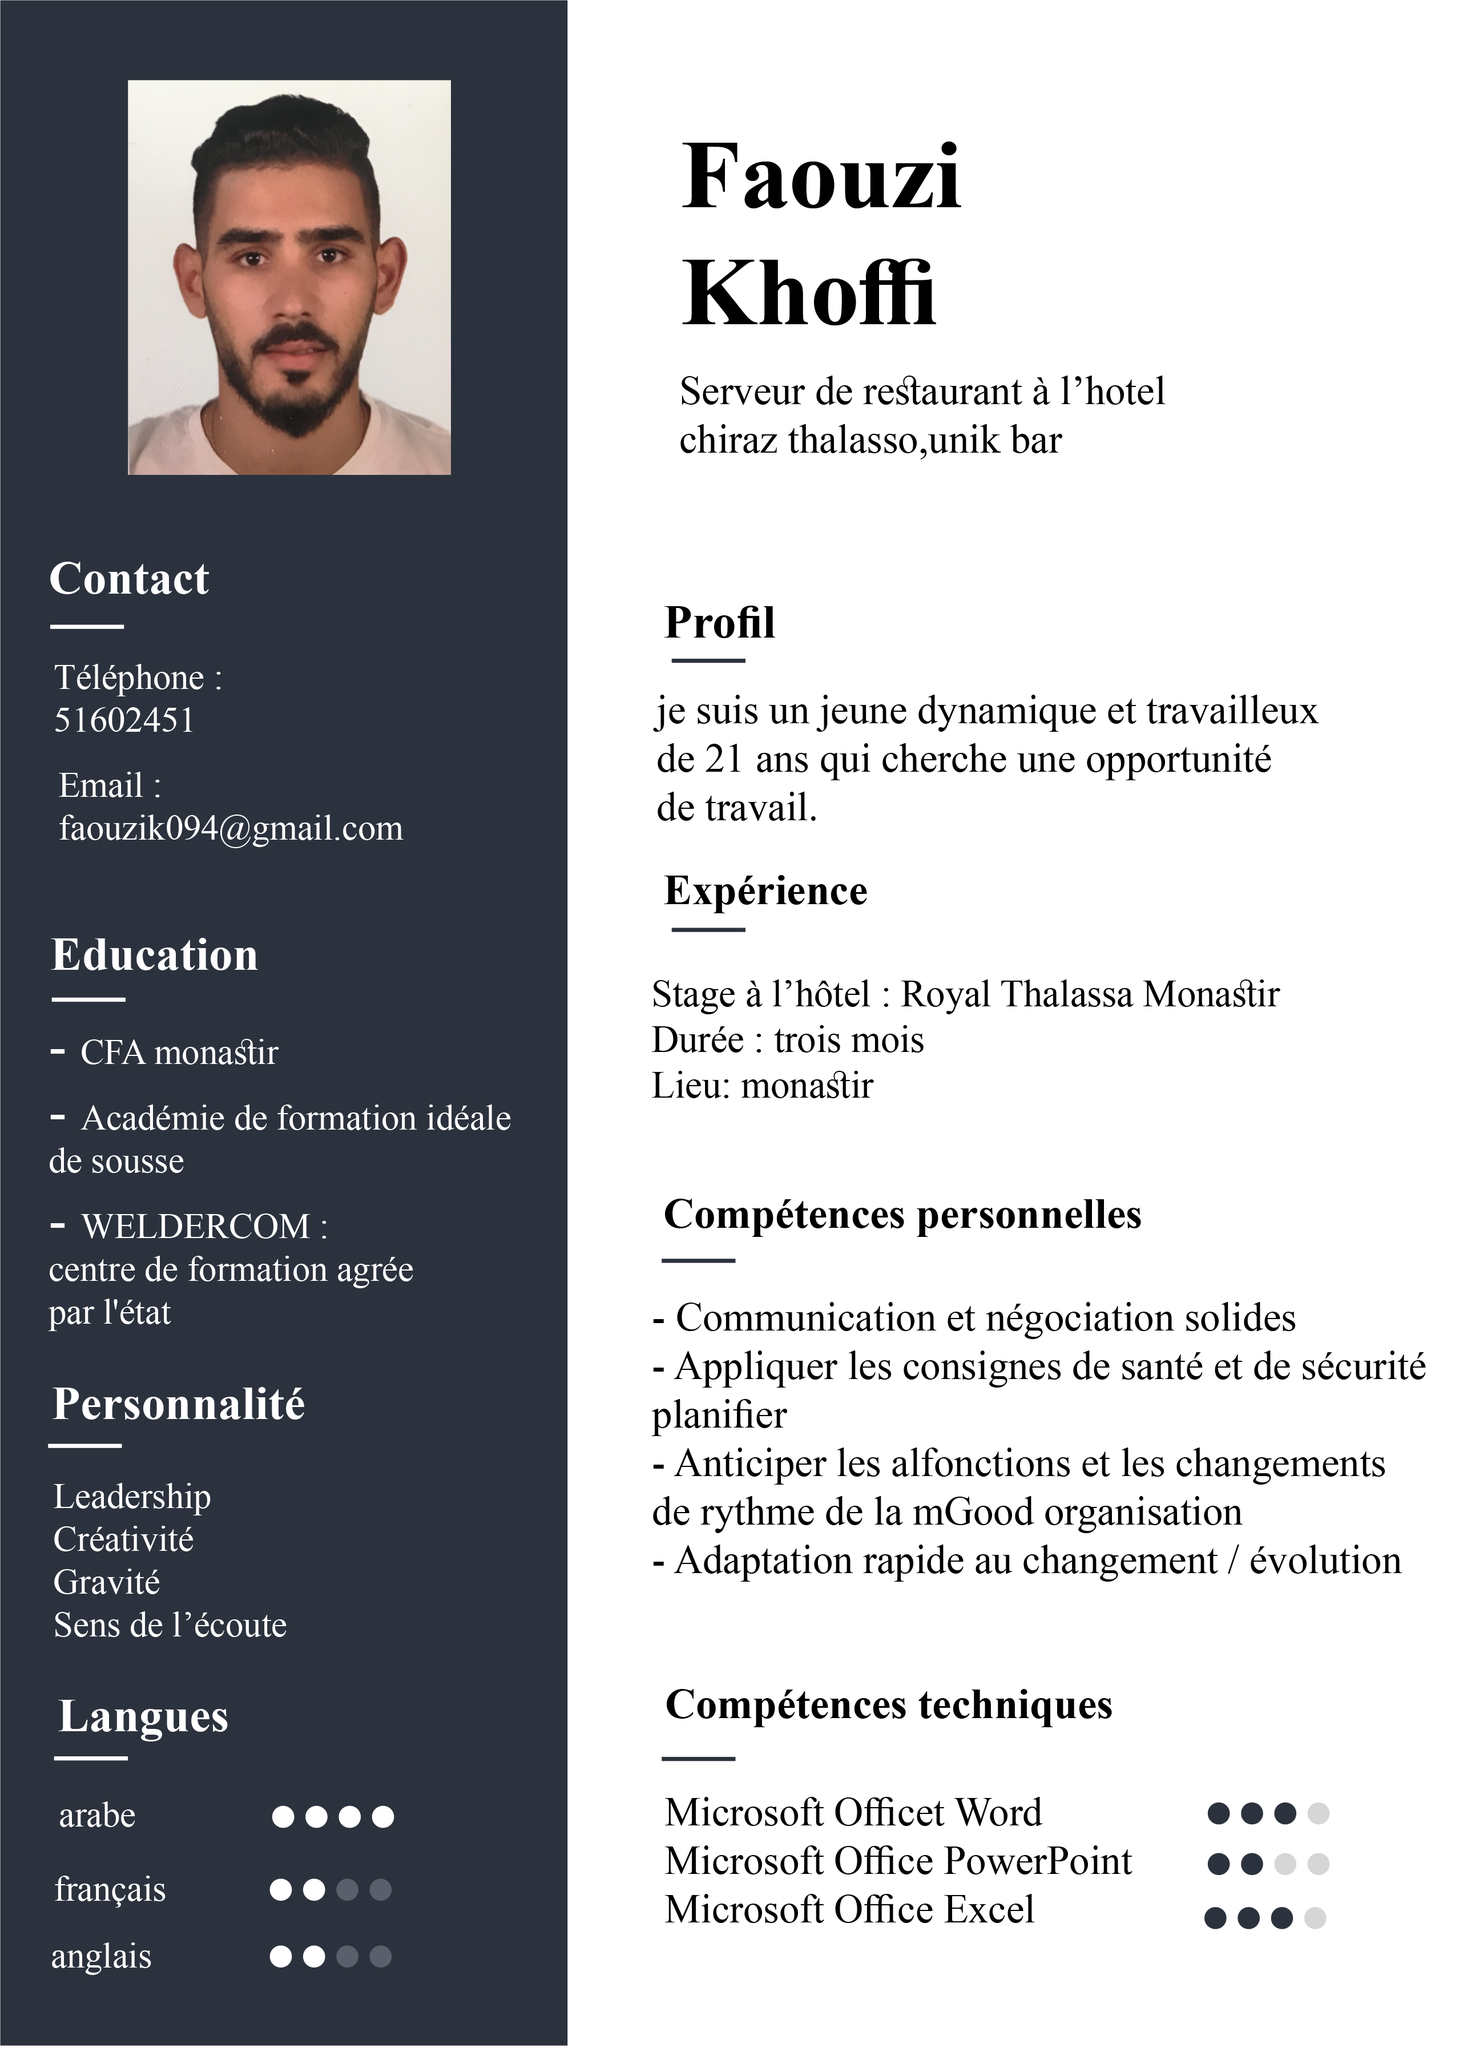 Faouzi
Khoffi
Serveur de restaurant à l’hotel
chiraz thalasso,unik bar
Contact
Téléphone :
51602451
Email :
faouzik094@gmail.com
Education
- CFA monastir
- Académie de formation idéale
de sousse
- WELDERCOM :
centre de formation agrée
par l'état
Personnalité
Leadership
Créativité
Gravité
Sens de l’écoute
Langues
arabe
français
anglais
Profil
je suis un jeune dynamique et travailleux
de 21 ans qui cherche une opportunité
de travail.
Expérience
Stage à l’hôtel : Royal Thalassa Monastir
Durée : trois mois
Lieu: monastir
Compétences personnelles
- Communication et négociation solides
- Appliquer les consignes de santé et de sécurité
planifier
- Anticiper les alfonctions et les changements
de rythme de la mGood organisation
- Adaptation rapide au changement / évolution
Compétences techniques
Microsoft Officet Word
Microsoft Office PowerPoint
Microsoft Office Excel